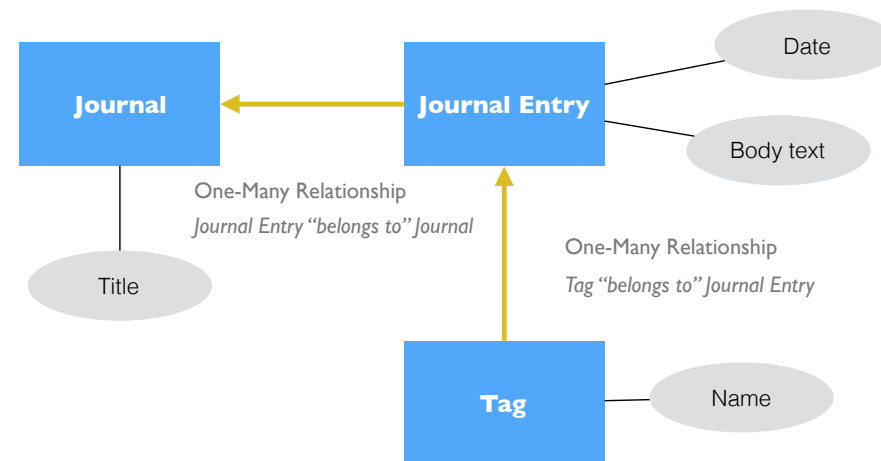 Date
Journal
Journal Entry
Body text
One-Many Relationship
Journal Entry “belongs to” Journal
One-Many Relationship
Title
Tag “belongs to” Journal Entry
Tag
Name